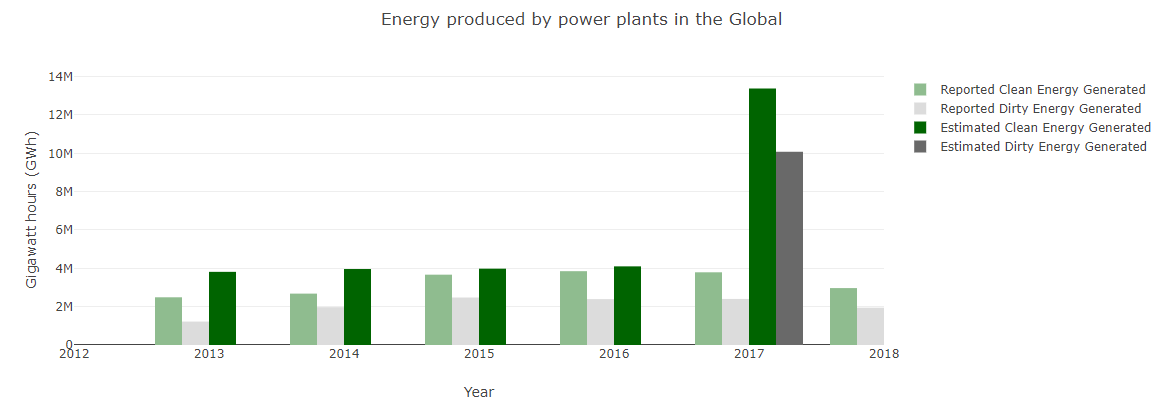 Energy produced by power plants in the Global
14M
12M
10M
8M
6M
4M
2M
0
Gigawatt hours (GWh)
2012
2013
2014
2015
2016
2017
2018
Year
Reported Clean Energy Generated
Reported Dirty Energy Generated
Estimated Clean Energy Generated
Estimated Dirty Energy Generated